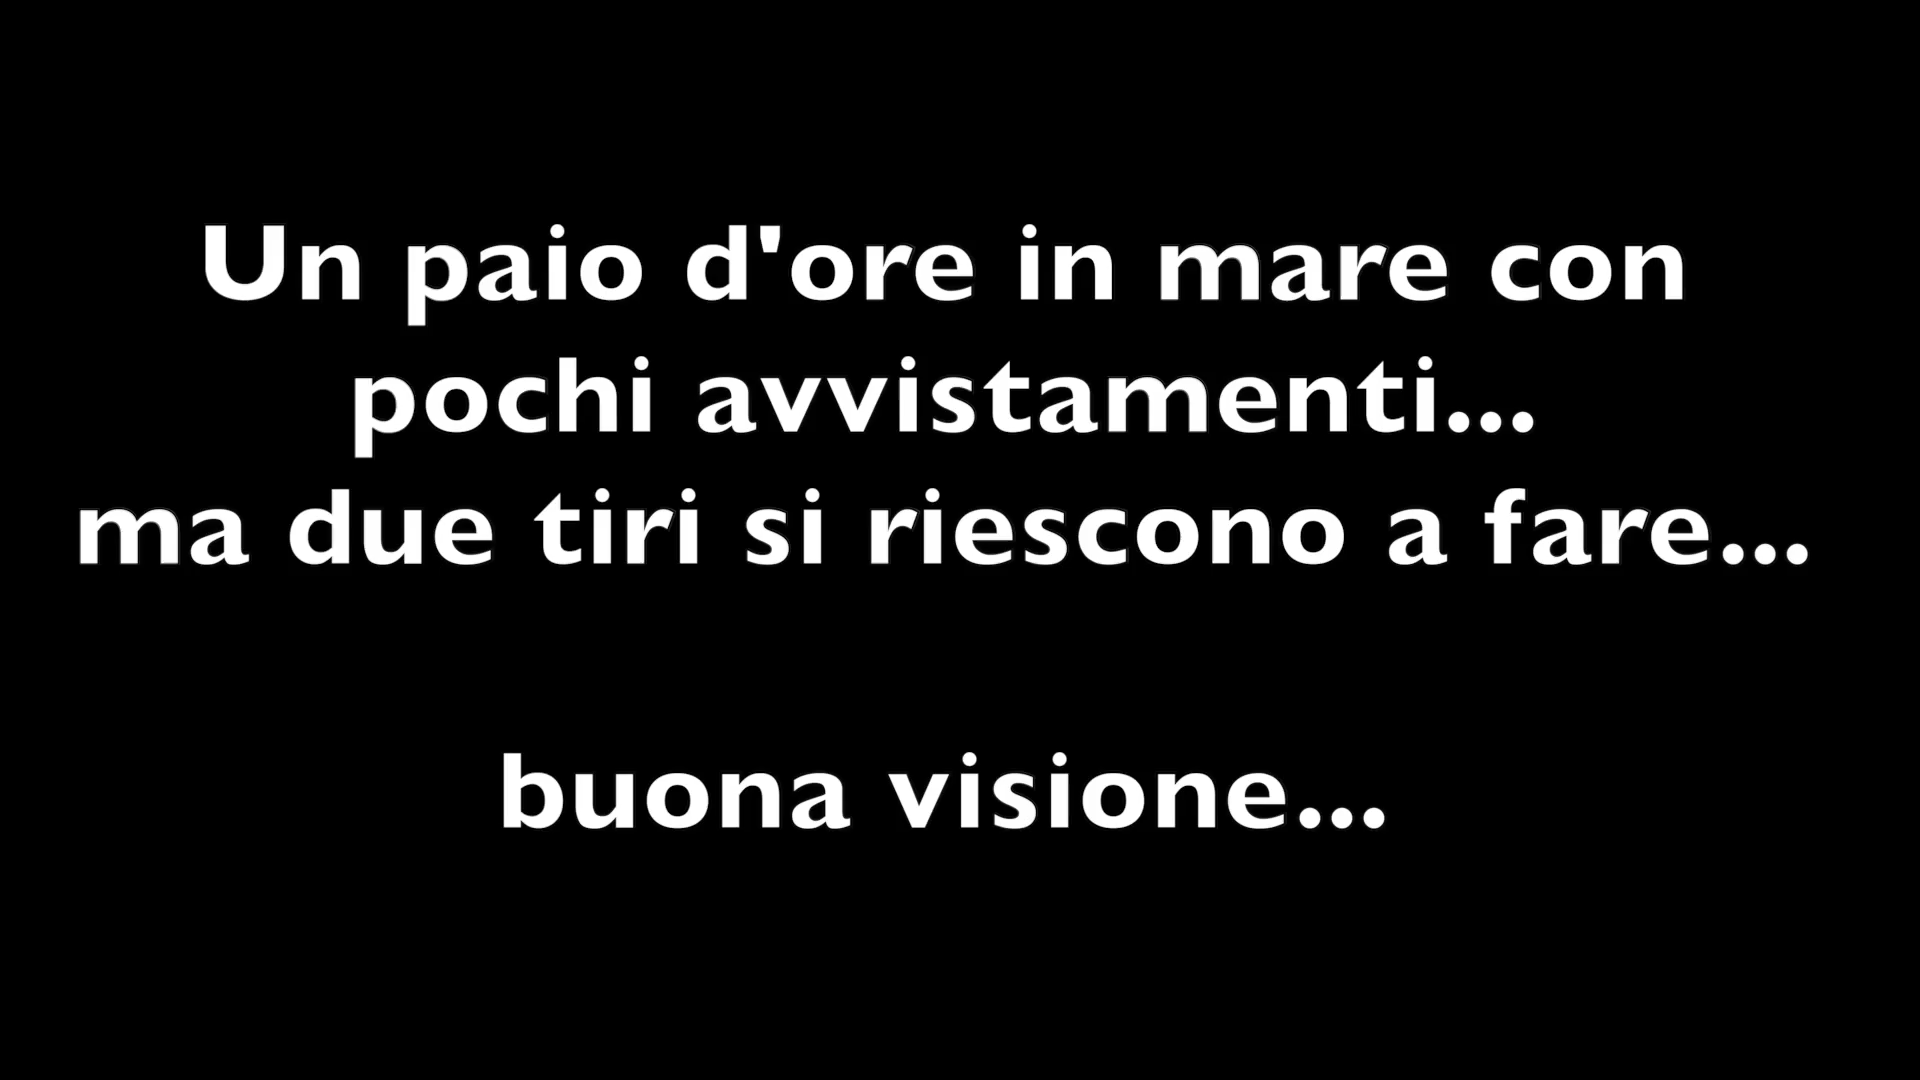 Un paio d'ore in mare con
pochi avvistamenti...
ma due tiri si riescono a fare...
buona visione...